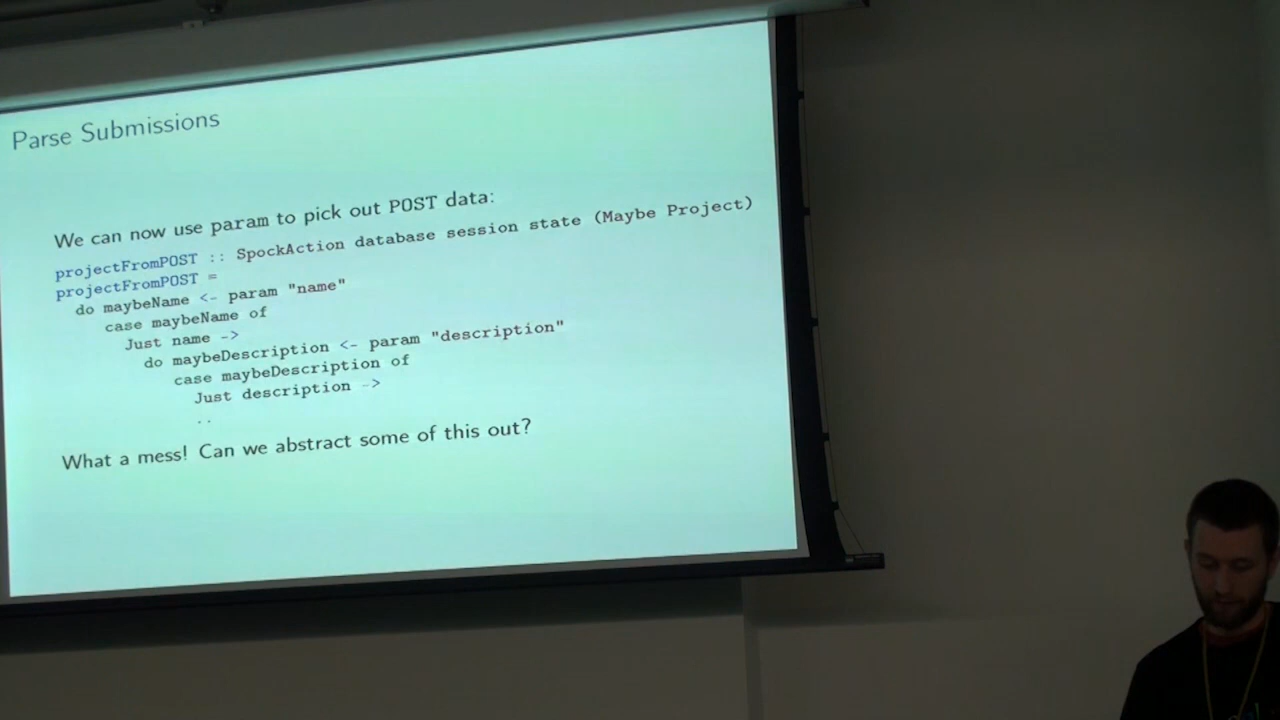 Parse Submissions
We can now use param to pick out POST data:
projectFromPOST :: SpockAction database session state (Maybe Project)
projectFromPOST =
do maybeName <- param "name"
case maybeName of
Just name ->
do maybeDescription <- param "description"
case maybeDescription of
Just description ->
..
What a mess! Can we abstract some of this out?